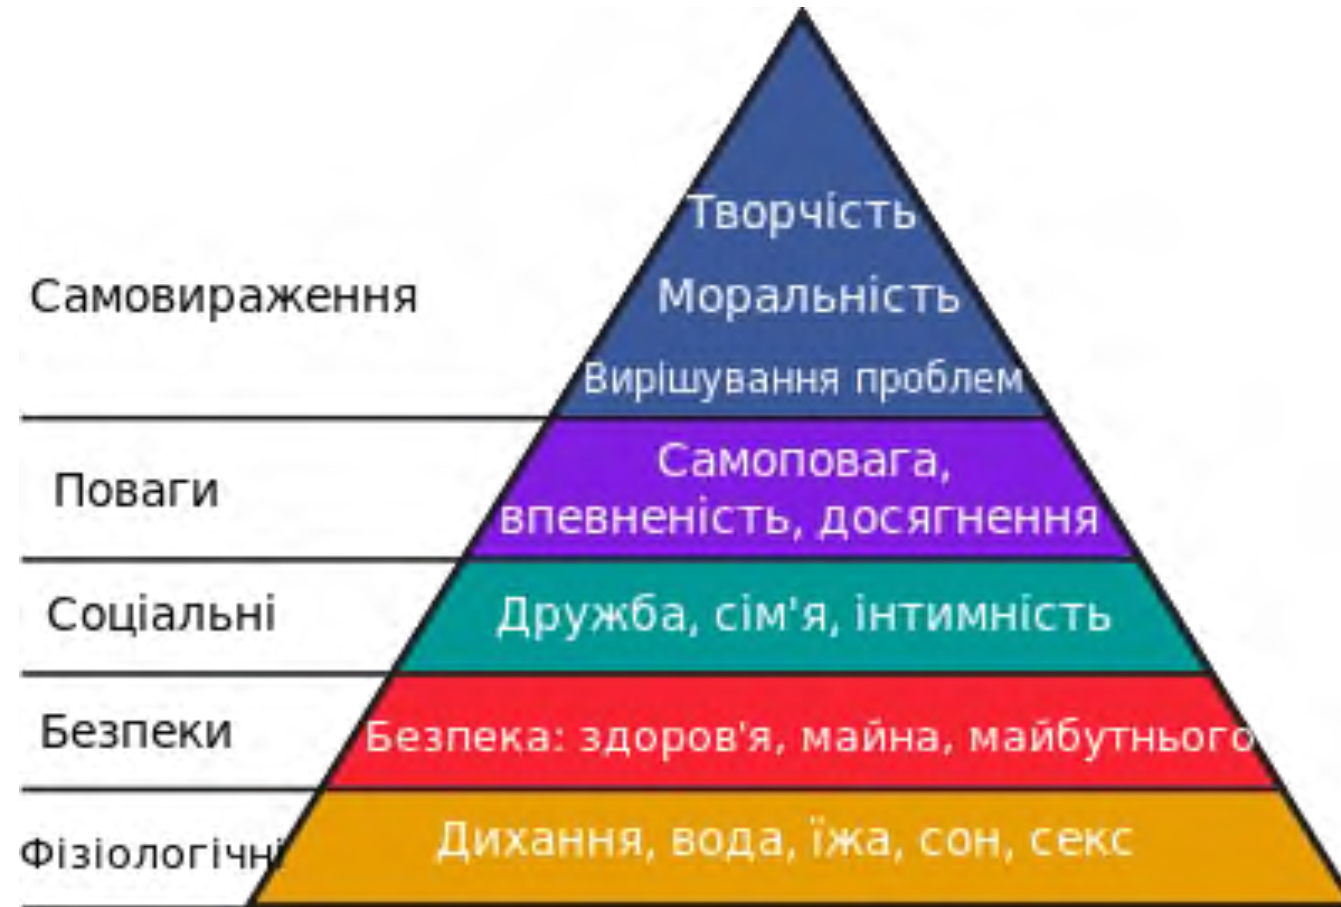 Творчість
Самовираження
Моральність
Вирішування проблем
Поваги
Самоповага,
впевненість, досягнення
Соціальні
Дружба, сім'я, інтимність
Безпеки
Безпека: здоров'я, майна, майбутнього
Фізіологічні
Дихання, вода, їжа, сон, секс